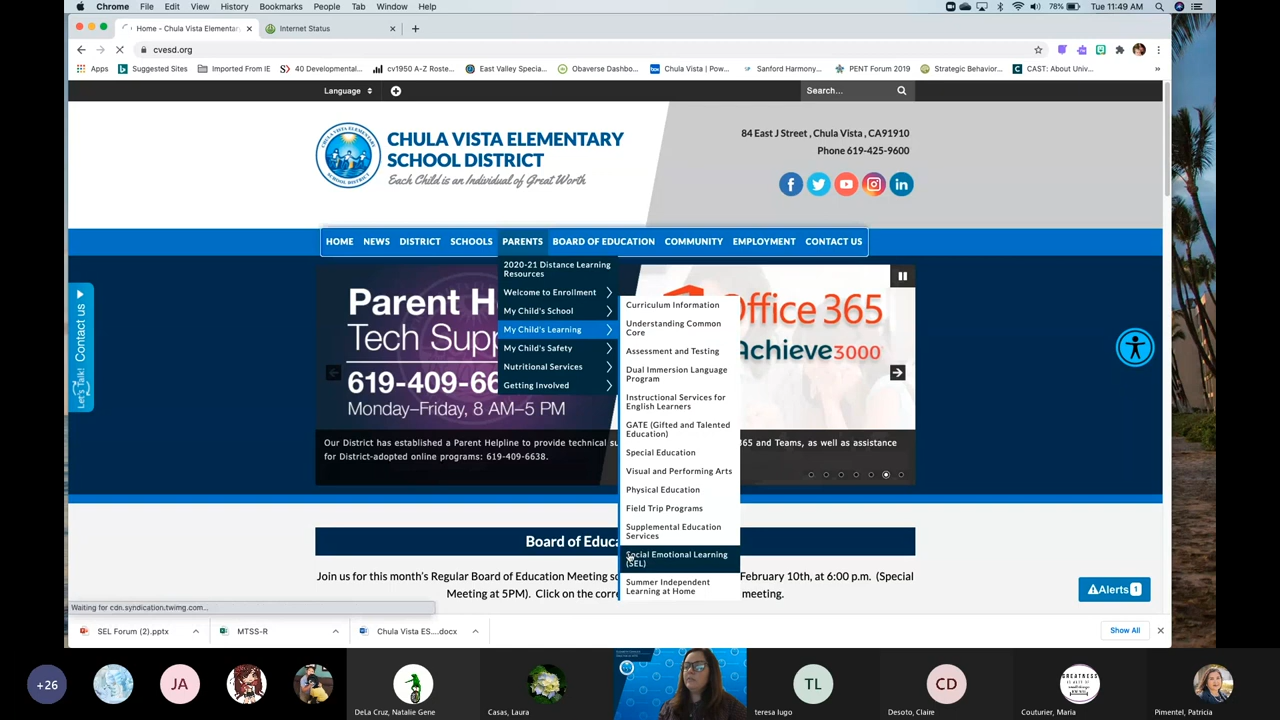 Chrome File Edit View History Bookmarks People Tab Window Help
78% Tue 11:49 AM
Home - Chula Vista Elementary
Internet Status
cvesd.org
Apps Suggested Sites Imported From IE 40 Developmental... cv1950 A-Z Roste... East Valley Specia... Obaverse Dashbo... Chula Vista | Pow... Sanford Harmony... PENT Forum 2019 Strategic Behavior... CAST: About Univ... »
Language
Search...
CHULA VISTA ELEMENTARY
SCHOOL DISTRICT
Each Child is an Individual of Great Worth
84 East J Street , Chula Vista , CA91910
Phone 619-425-9600
HOME NEWS DISTRICT SCHOOLS PARENTS BOARD OF EDUCATION COMMUNITY EMPLOYMENT CONTACT US
2020-21 Distance Learning
Resources
Welcome to Enrollment
My Child's School
My Child's Learning
My Child's Safety
Nutritional Services
Getting Involved
Curriculum Information
Understanding Common
Core
Assessment and Testing
Dual Immersion Language
Program
Instructional Services for
English Learners
GATE (Gifted and Talented
Education)
Special Education
Visual and Performing Arts
Physical Education
Field Trip Programs
Supplemental Education
Services
Social Emotional Learning
(SEL)
Summer Independent
Learning at Home
Parent H
Tech Supp
619-409-66
Monday–Friday, 8 AM–5 PM
Office 365
Achieve3000
Our District has established a Parent Helpline to provide technical su 365 and Teams, as well as assistance
for District-adopted online programs: 619-409-6638.
Contact us
Let's Talk!
Board of Educa
Join us for this month's Regular Board of Education Meeting sc February 10th, at 6:00 p.m. (Special
Meeting at 5PM). Click on the corre meeting.
Alerts 1
Waiting for cdn.syndication.twimg.com...
SEL Forum (2).pptx
MTSS-R
Chula Vista ES....docx
Show All
+26
JA
TL
CD
GREATNESS
DeLa Cruz, Natalie Gene
Casas, Laura
teresa lugo
Desoto, Claire
Couturier, Maria
Pimentel, Patricia